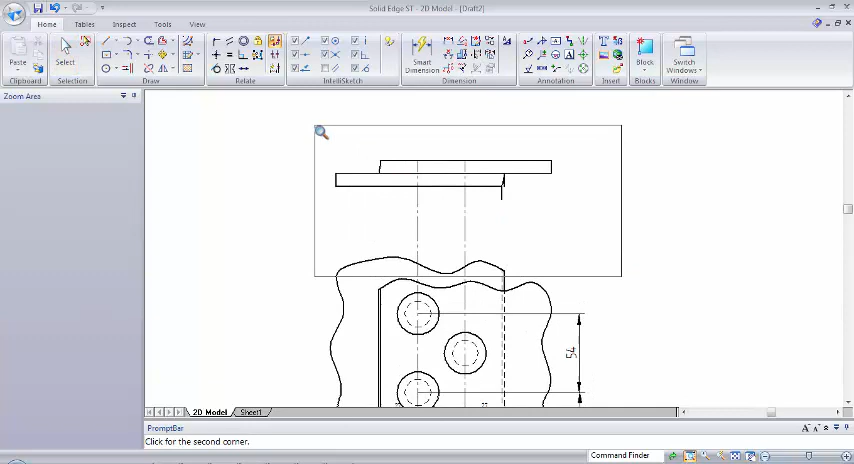 Solid Edge ST - 2D Model - [Draft2]
Home Tables Inspect Tools View
Paste Select Smart Dimension Block Switch Windows
Clipboard Selection Draw Relate IntelliSketch Dimension Annotation Insert Blocks Window
Zoom Area
54
27 27
2D Model Sheet1
PromptBar
Click for the second corner.
Command Finder